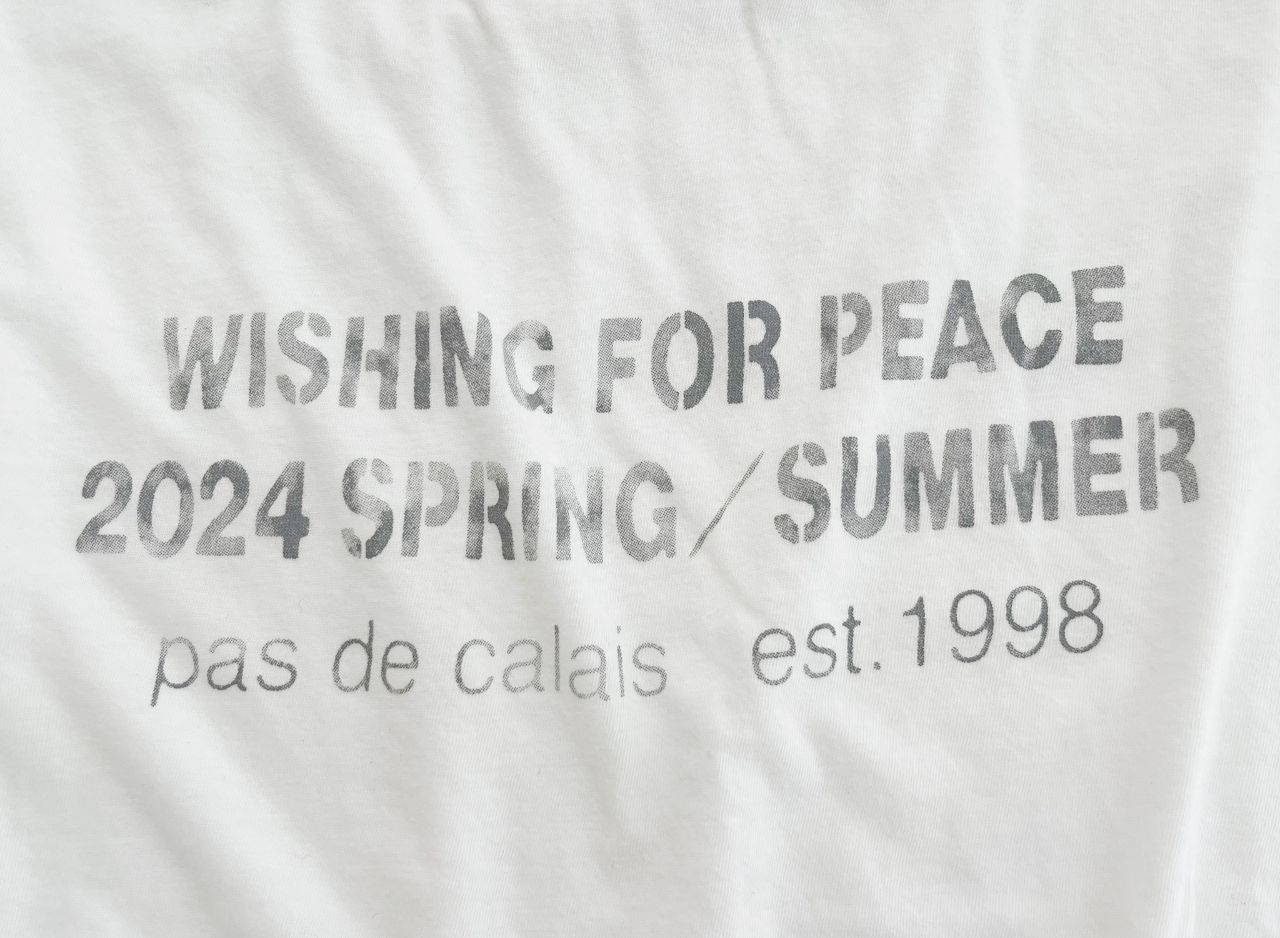 WISHING FOR PEACE
2024 SPRING/SUMMER
pas de calais est.1998